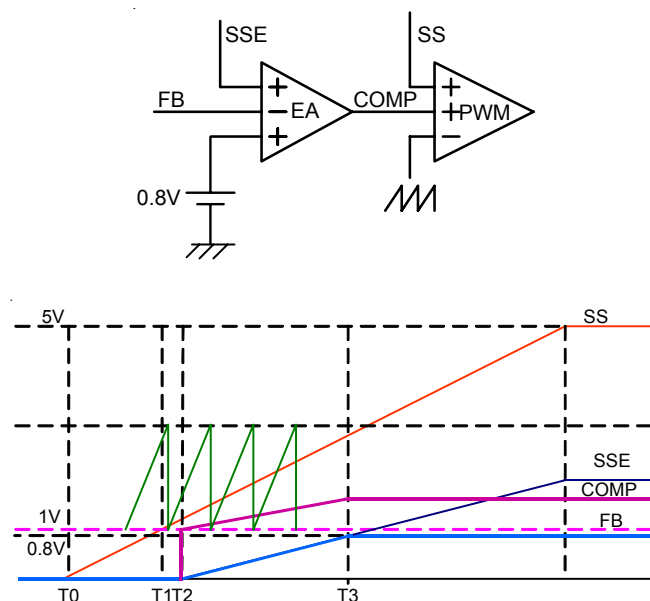 SSE
SS
FB
EA
COMP
PWM
0.8V
5V
SS
SSE
COMP
1V
FB
0.8V
T0
T1T2
T3